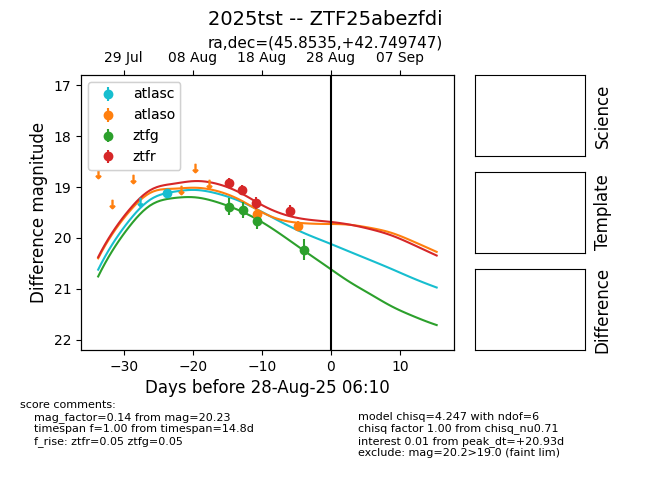 2025tst -- ZTF25abezfdi
ra,dec=(45.8535,+42.749747)
29 Jul 08 Aug 18 Aug 28 Aug 07 Sep
atlasc
atlaso
ztfg
ztfr
17
18
19
20
21
22
Difference magnitude
−30 −20 −10 0 10
Days before 28-Aug-25 06:10
Science
Template
Difference
score comments:
mag_factor=0.14 from mag=20.23
timespan f=1.00 from timespan=14.8d
f_rise: ztfr=0.05 ztfg=0.05
model chisq=4.247 with ndof=6
chisq factor 1.00 from chisq_nu0.71
interest 0.01 from peak_dt=+20.93d
exclude: mag=20.2>19.0 (faint lim)